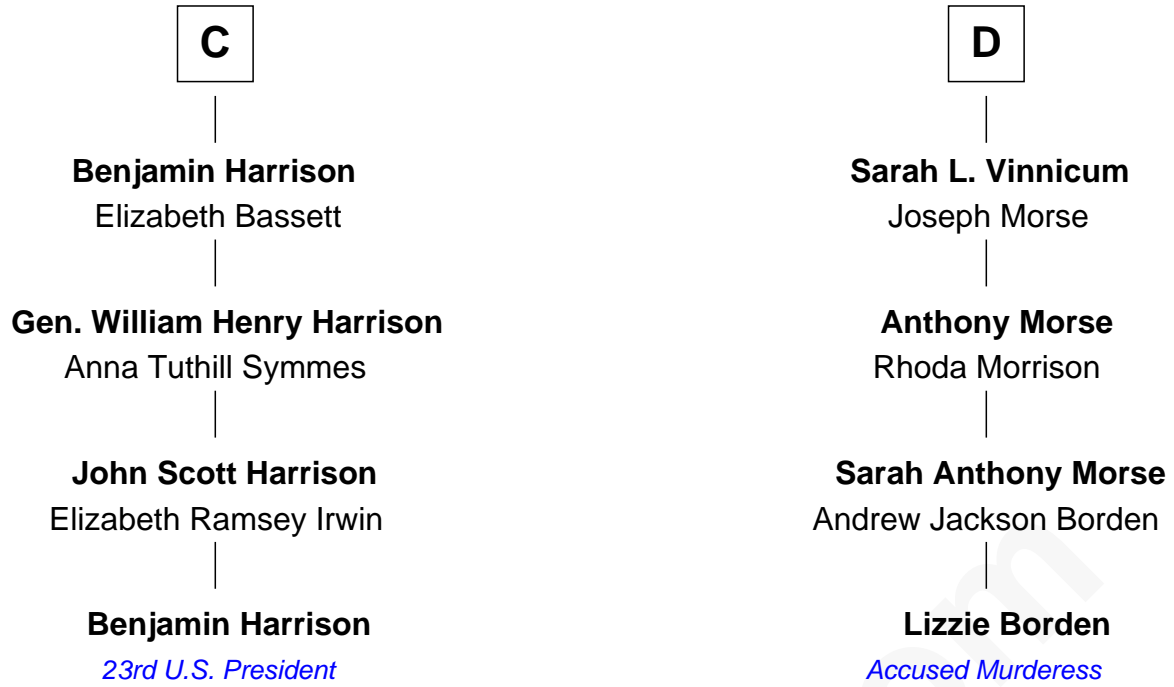 C
Benjamin Harrison
Elizabeth Bassett
Gen. William Henry Harrison
Anna Tuthill Symmes
John Scott Harrison
Elizabeth Ramsey Irwin
Benjamin Harrison
23rd U.S. President
D
Sarah L. Vinnicum
Joseph Morse
Anthony Morse
Rhoda Morrison
Sarah Anthony Morse
Andrew Jackson Borden
Lizzie Borden
Accused Murderess